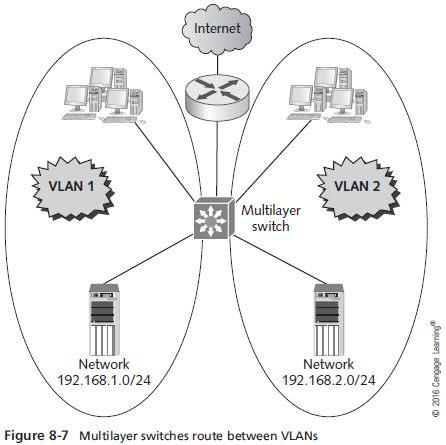 Internet
VLAN 1
VLAN 2
Multilayer
switch
Network
192.168.1.0/24
Network
192.168.2.0/24
© 2016 Cengage Learning®
Figure 8-7 Multilayer switches route between VLANs